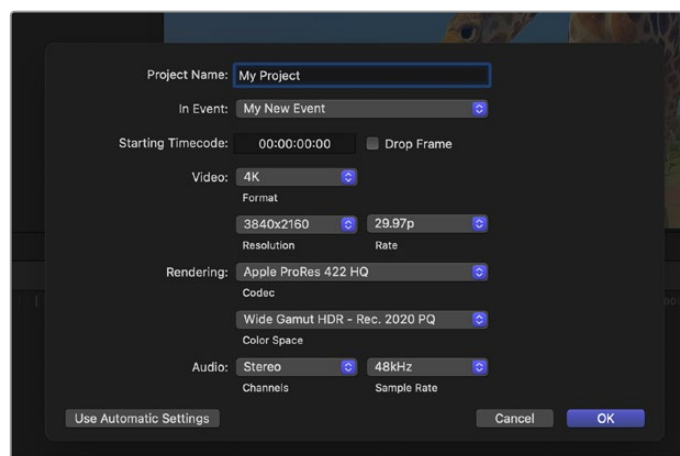 Project Name: My Project
In Event: My New Event
Starting Timecode: 00:00:00:00 Drop Frame
Video: 4K
Format
3840x2160 29.97p
Resolution Rate
Rendering: Apple ProRes 422 HQ
Codec
Wide Gamut HDR - Rec. 2020 PQ
Color Space
Audio: Stereo 48kHz
Channels Sample Rate
Use Automatic Settings Cancel OK